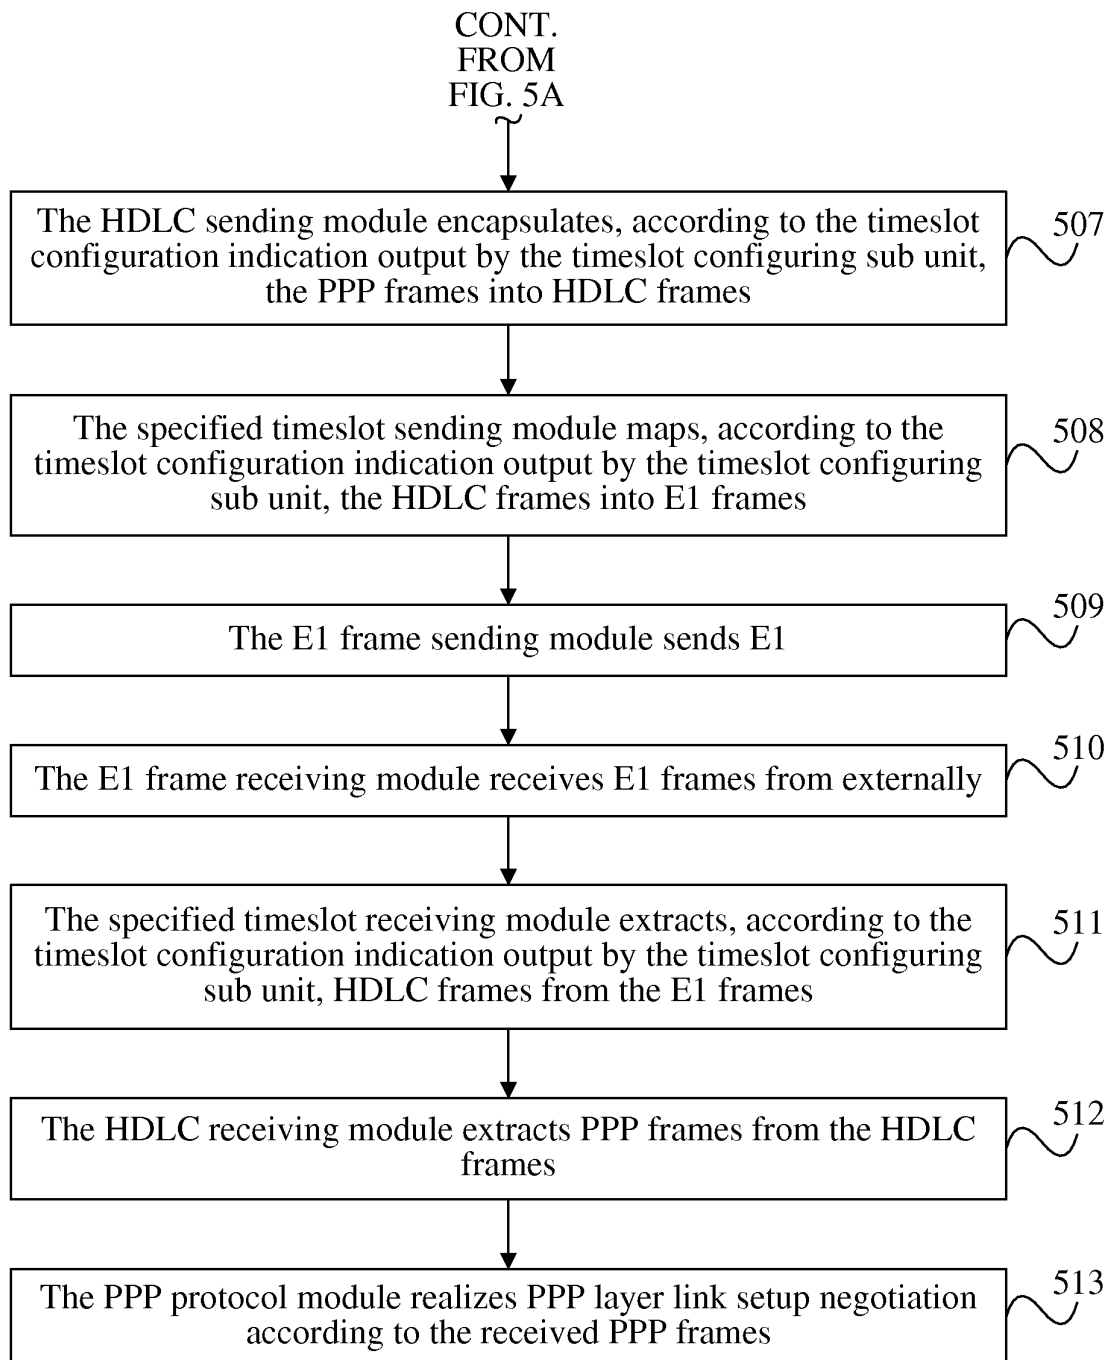 CONT.
FROM
FIG. 5A
The HDLC sending module encapsulates, according to the timeslot
configuration indication output by the timeslot configuring sub unit,
the PPP frames into HDLC frames
507
The specified timeslot sending module maps, according to the
timeslot configuration indication output by the timeslot configuring
sub unit, the HDLC frames into E1 frames
508
The E1 frame sending module sends E1
509
The E1 frame receiving module receives E1 frames from externally
510
The specified timeslot receiving module extracts, according to the
timeslot configuration indication output by the timeslot configuring
sub unit, HDLC frames from the E1 frames
511
The HDLC receiving module extracts PPP frames from the HDLC
frames
512
The PPP protocol module realizes PPP layer link setup negotiation
according to the received PPP frames
513